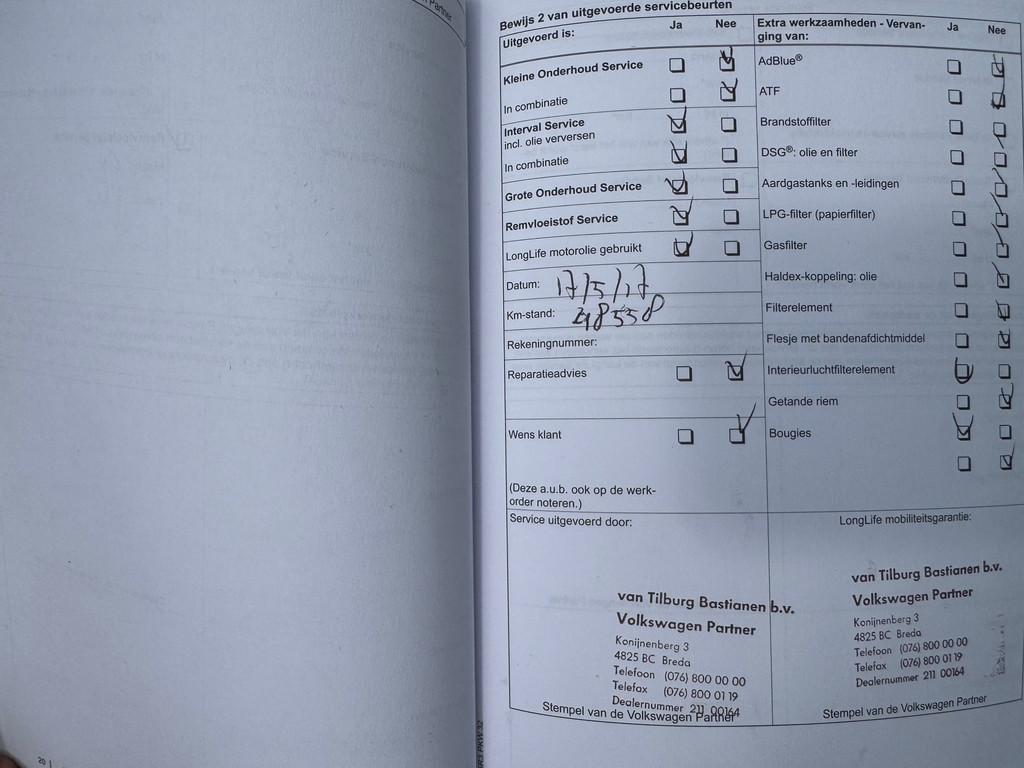 Partner
Bewijs 2 van uitgevoerde servicebeurten
Uitgevoerd is: Ja Nee
Kleine Onderhoud Service
In combinatie
Interval Service
incl. olie verversen
In combinatie
Grote Onderhoud Service
Remvloeistof Service
LongLife motorolie gebruikt
Datum: 17/5/17
Km-stand: 48558
Rekeningnummer:
Reparatieadvies
Wens klant
(Deze a.u.b. ook op de werk-
order noteren.)
Extra werkzaamheden - Vervan-
ging van: Ja Nee
AdBlue®
ATF
Brandstoffilter
DSG®: olie en filter
Aardgastanks en -leidingen
LPG-filter (papierfilter)
Gasfilter
Haldex-koppeling: olie
Filterelement
Flesje met bandenafdichtmiddel
Interieurluchtfilterelement
Getande riem
Bougies
Service uitgevoerd door:
van Tilburg Bastianen b.v.
Volkswagen Partner
Konijnenberg 3
4825 BC Breda
Telefoon (076) 800 00 00
Telefax (076) 800 01 19
Dealernummer 211 00164
Stempel van de Volkswagen Partner
LongLife mobiliteitsgarantie:
van Tilburg Bastianen b.v.
Volkswagen Partner
Konijnenberg 3
4825 BC Breda
Telefoon (076) 800 00 00
Telefax (076) 800 01 19
Dealernummer 211 00164
Stempel van de Volkswagen Partner
20